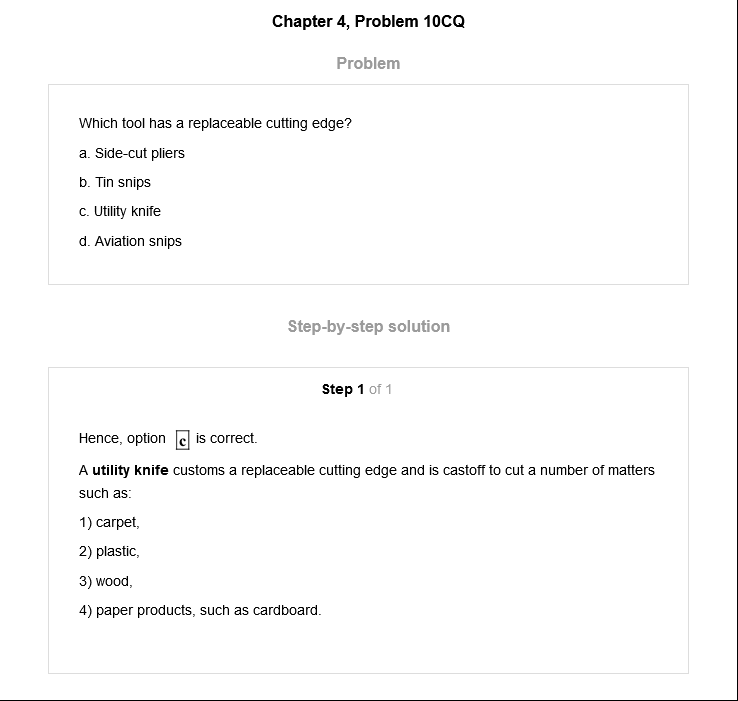 Chapter 4, Problem 10CQ
Problem
Which tool has a replaceable cutting edge?
a. Side-cut pliers
b. Tin snips
c. Utility knife
d. Aviation snips
Step-by-step solution
Step 1 of 1
Hence, option c is correct.
A utility knife customs a replaceable cutting edge and is castoff to cut a number of matters
such as:
1) carpet,
2) plastic,
3) wood,
4) paper products, such as cardboard.